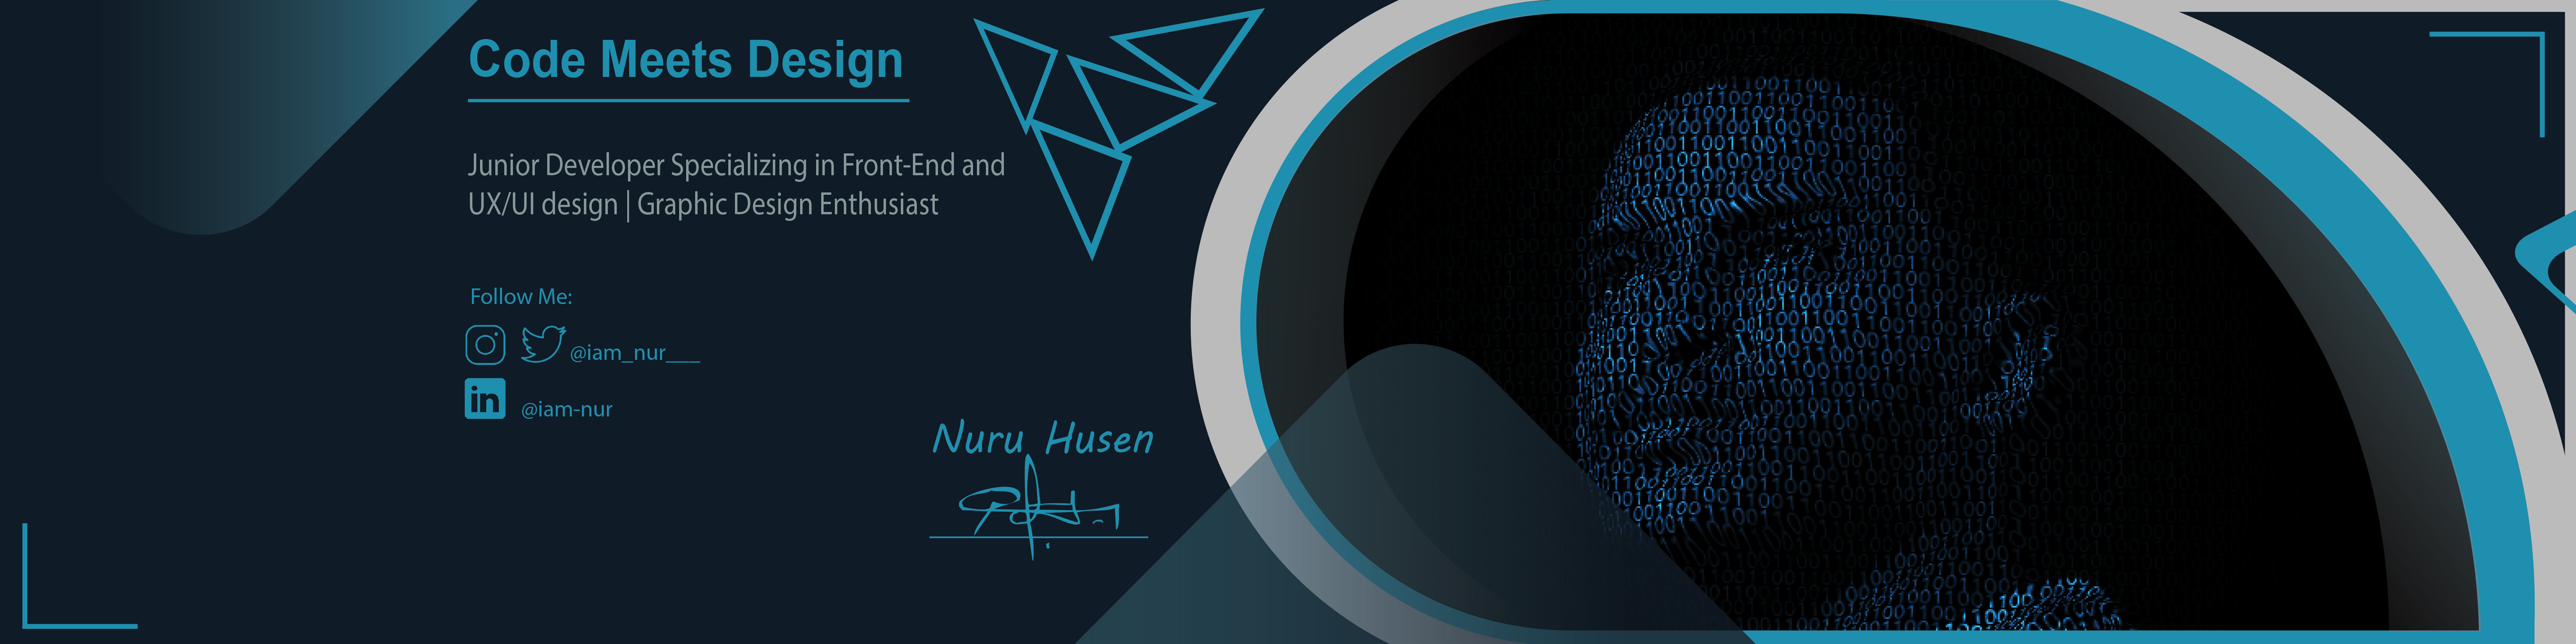 Code Meets Design
Junior Developer Specializing in Front-End and
UX/UI design | Graphic Design Enthusiast
Follow Me:
@iam_nur___
in
@iam-nur
Nuru Husen